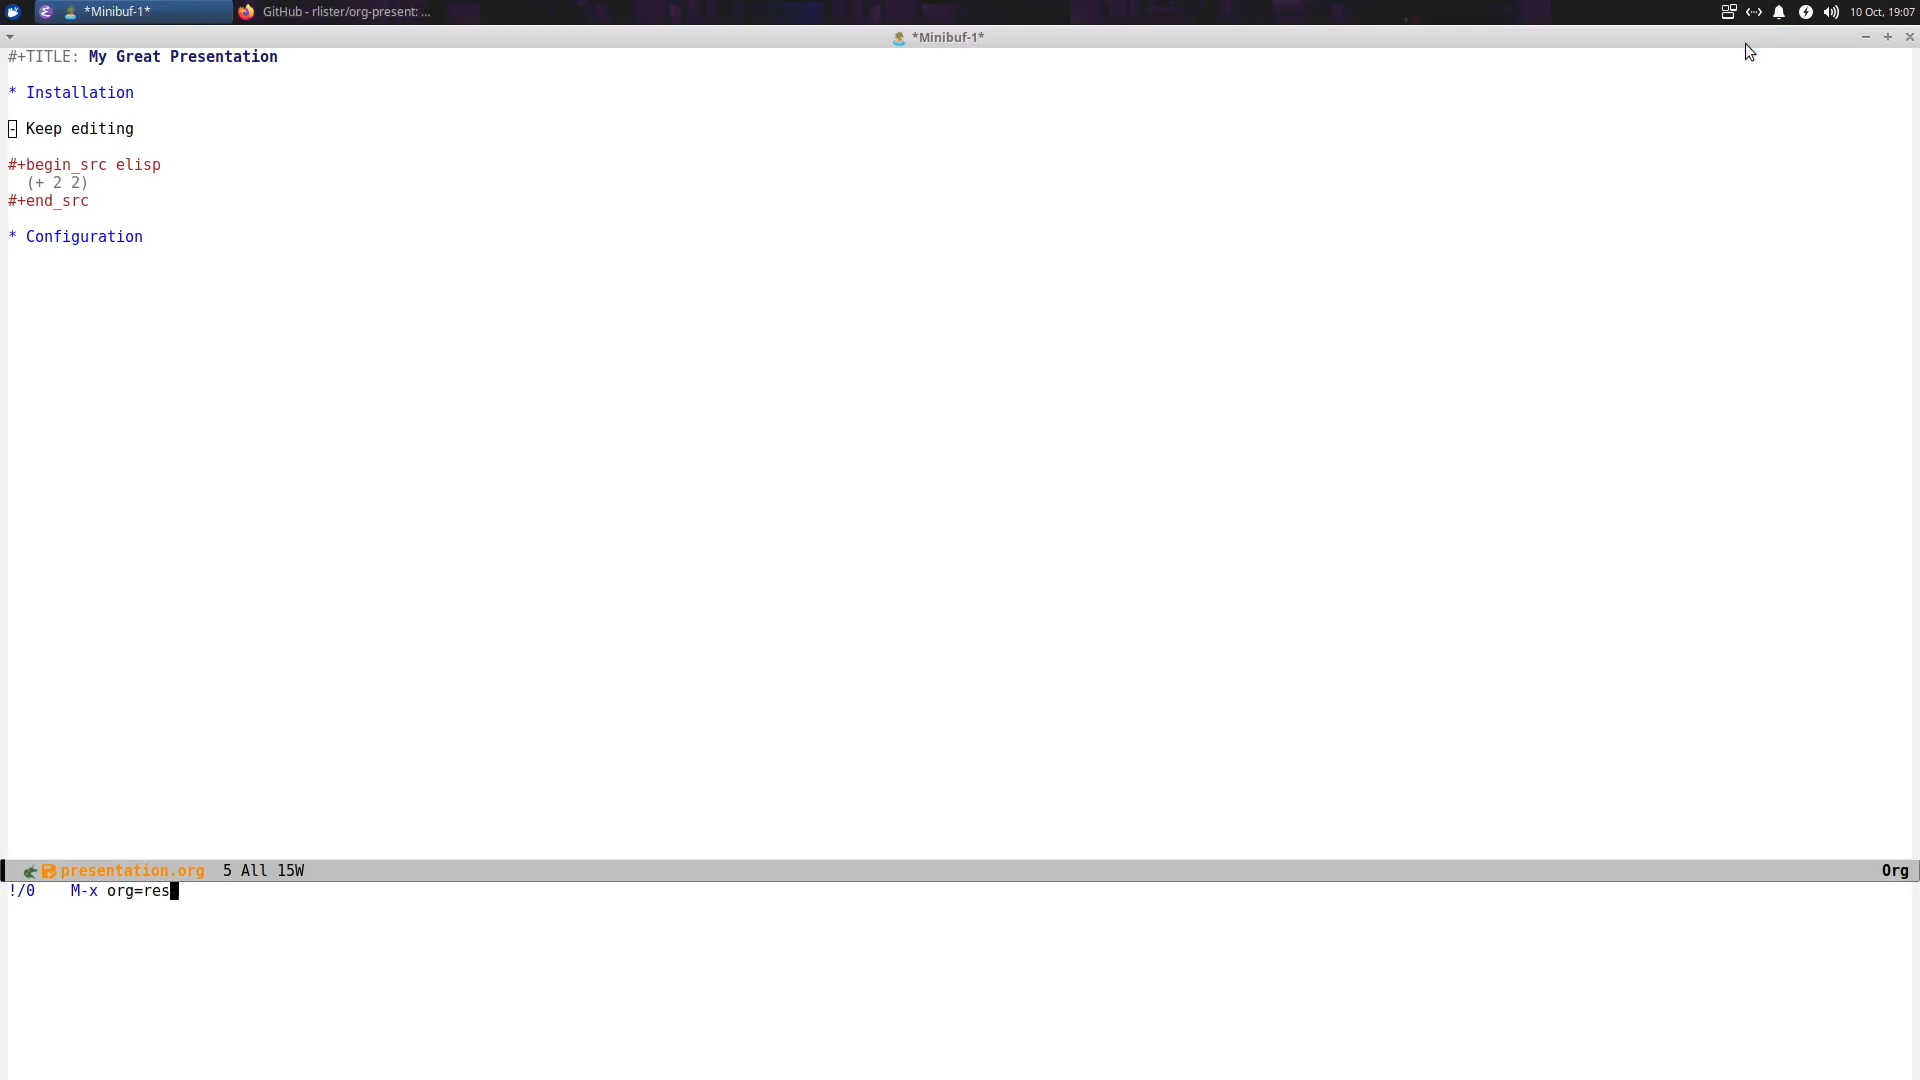 *Minibuf-1*
GitHub - rlister/org-present: ...
10 Oct, 19:07
*Minibuf-1*
#+TITLE: My Great Presentation
* Installation
- Keep editing
#+begin_src elisp
(+ 2 2)
#+end_src
* Configuration
presentation.org 5 All 15W
Org
!/0 M-x org=res